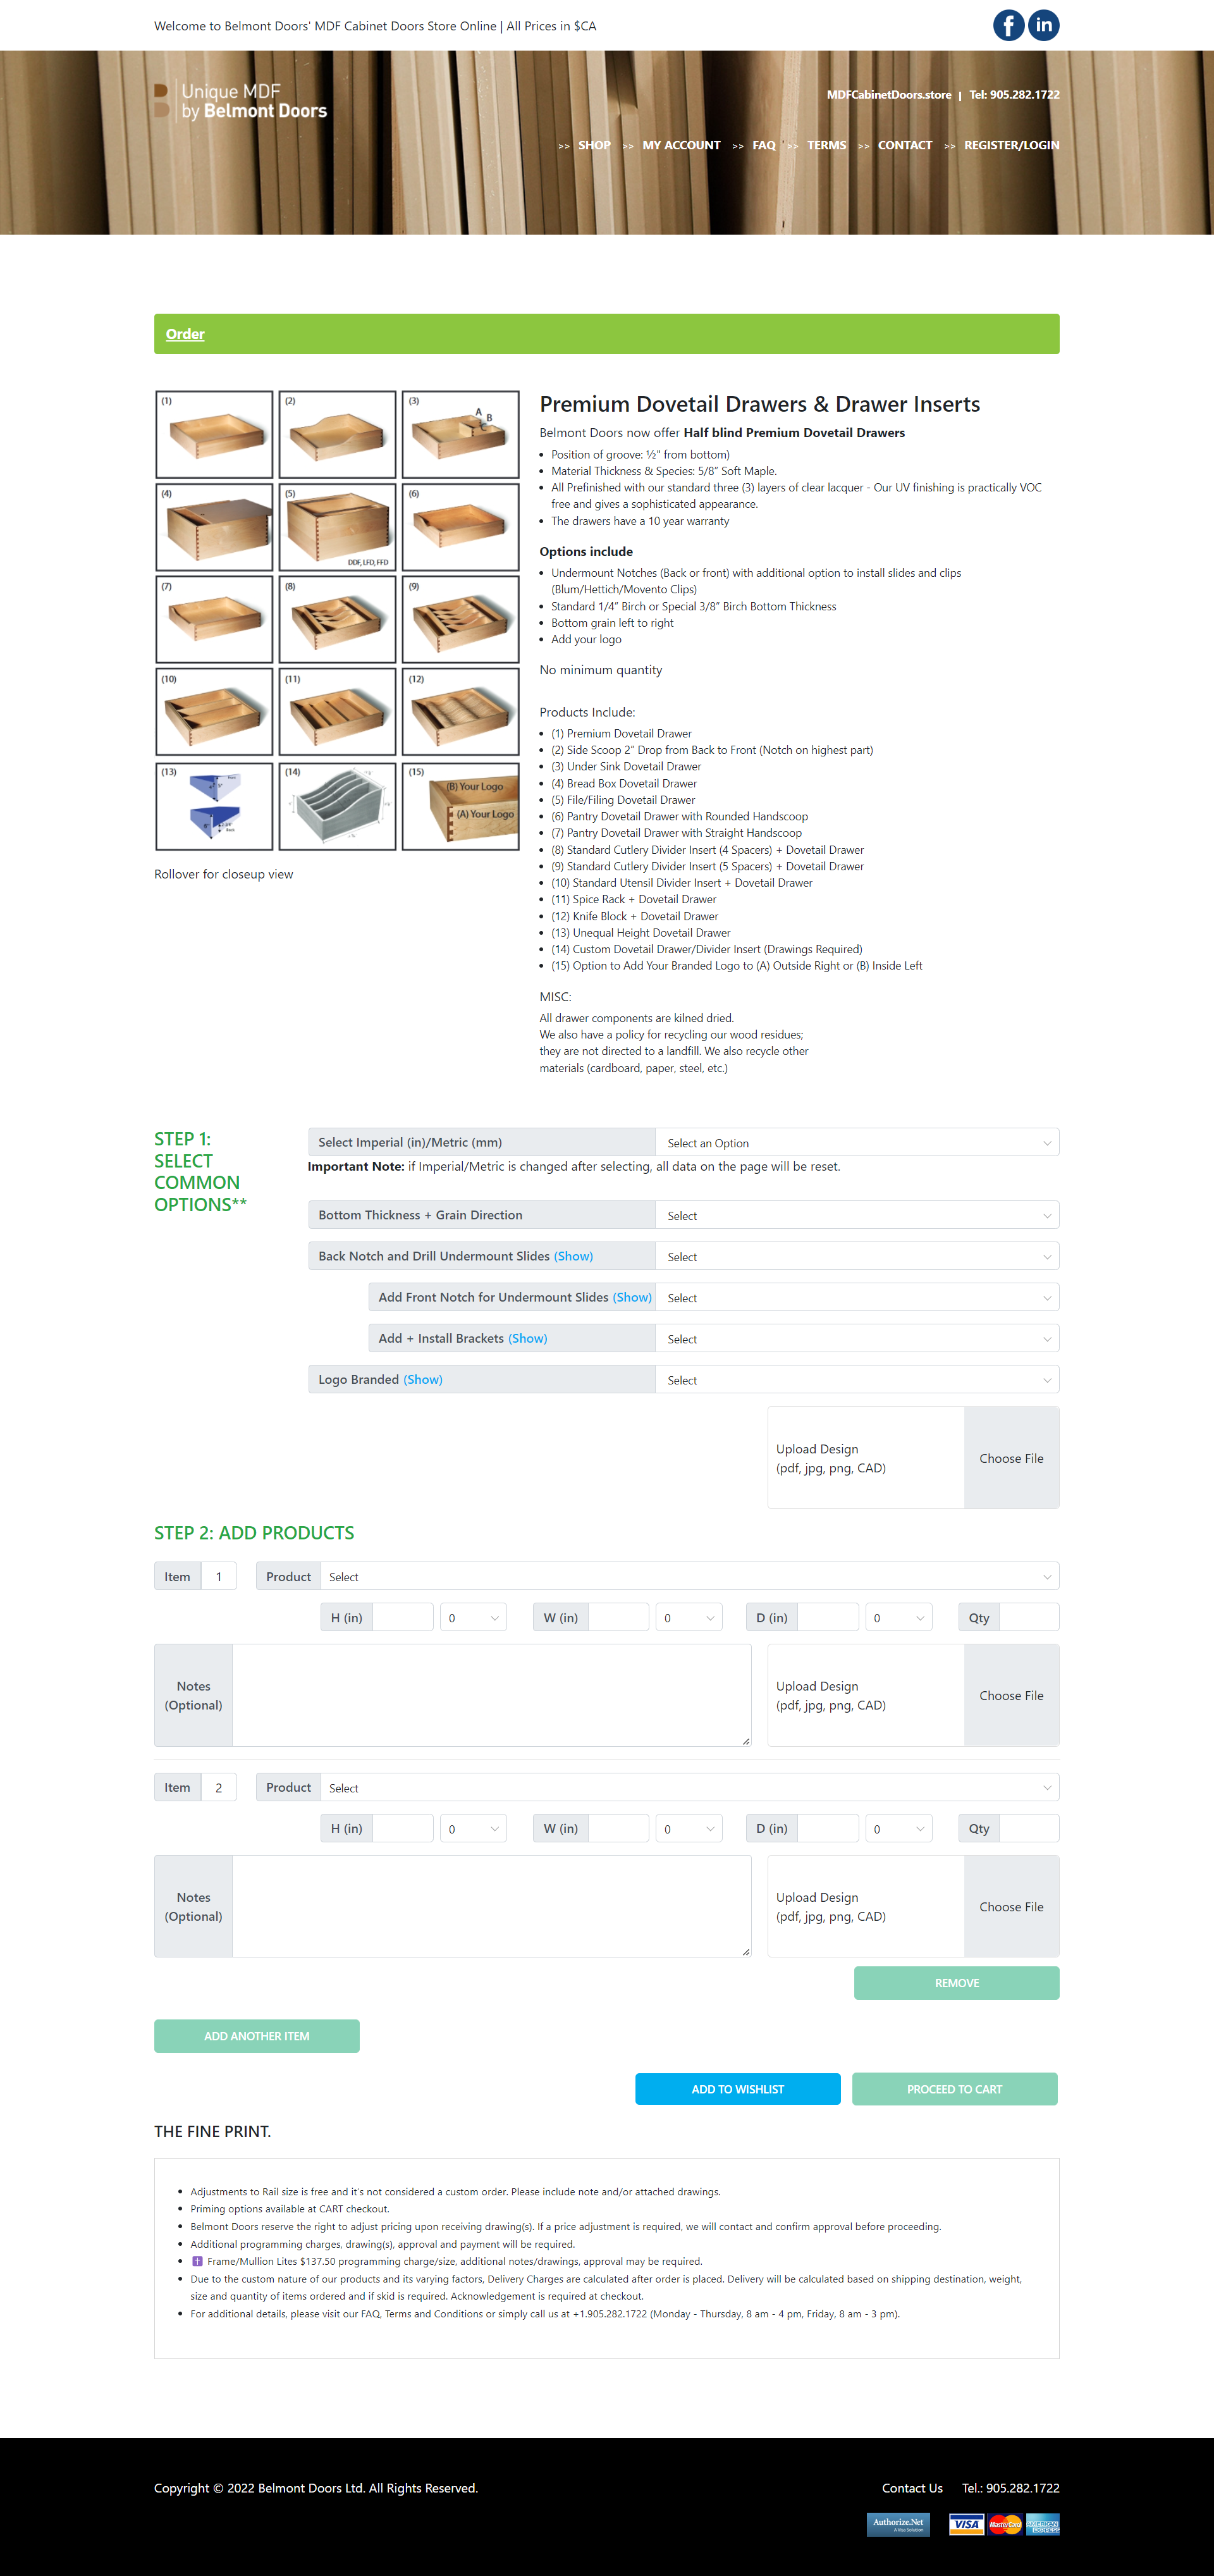 Welcome to Belmont Doors' MDF Cabinet Doors Store Online | All Prices in $CA
Unique MDF
by Belmont Doors
MDFCabinetDoors.store | Tel: 905.282.1722
>> SHOP >> MY ACCOUNT >> FAQ >> TERMS >> CONTACT >> REGISTER/LOGIN
Order
(1)
(2)
(3)
A
B
C
(4)
(5)
DDF, LFD, FFD
(6)
(7)
(8)
(9)
(10)
(11)
(12)
(13)
(14)
(15)
(B) Your Logo
(A) Your Logo
Rollover for closeup view
Premium Dovetail Drawers & Drawer Inserts
Belmont Doors now offer Half blind Premium Dovetail Drawers
• Position of groove: ½" from bottom)
• Material Thickness & Species: 5/8" Soft Maple.
• All Prefinished with our standard three (3) layers of clear lacquer - Our UV finishing is practically VOC
free and gives a sophisticated appearance.
• The drawers have a 10 year warranty
Options include
• Undermount Notches (Back or front) with additional option to install slides and clips
(Blum/Hettich/Movento Clips)
• Standard 1/4" Birch or Special 3/8" Birch Bottom Thickness
• Bottom grain left to right
• Add your logo
No minimum quantity
Products Include:
• (1) Premium Dovetail Drawer
• (2) Side Scoop 2" Drop from Back to Front (Notch on highest part)
• (3) Under Sink Dovetail Drawer
• (4) Bread Box Dovetail Drawer
• (5) File/Filing Dovetail Drawer
• (6) Pantry Dovetail Drawer with Rounded Handscoop
• (7) Pantry Dovetail Drawer with Straight Handscoop
• (8) Standard Cutlery Divider Insert (4 Spacers) + Dovetail Drawer
• (9) Standard Cutlery Divider Insert (5 Spacers) + Dovetail Drawer
• (10) Standard Utensil Divider Insert + Dovetail Drawer
• (11) Spice Rack + Dovetail Drawer
• (12) Knife Block + Dovetail Drawer
• (13) Unequal Height Dovetail Drawer
• (14) Custom Dovetail Drawer/Divider Insert (Drawings Required)
• (15) Option to Add Your Branded Logo to (A) Outside Right or (B) Inside Left
MISC:
All drawer components are kilned dried.
We also have a policy for recycling our wood residues;
they are not directed to a landfill. We also recycle other
materials (cardboard, paper, steel, etc.)
STEP 1:
SELECT
COMMON
OPTIONS**
Select Imperial (in)/Metric (mm) Select an Option
Important Note: if Imperial/Metric is changed after selecting, all data on the page will be reset.
Bottom Thickness + Grain Direction Select
Back Notch and Drill Undermount Slides (Show) Select
Add Front Notch for Undermount Slides (Show) Select
Add + Install Brackets (Show) Select
Logo Branded (Show) Select
Upload Design
(pdf, jpg, png, CAD)
Choose File
STEP 2: ADD PRODUCTS
Item 1 Product Select
H (in) 0 W (in) 0 D (in) 0 Qty
Notes
(Optional)
Upload Design
(pdf, jpg, png, CAD)
Choose File
Item 2 Product Select
H (in) 0 W (in) 0 D (in) 0 Qty
Notes
(Optional)
Upload Design
(pdf, jpg, png, CAD)
Choose File
REMOVE
ADD ANOTHER ITEM
ADD TO WISHLIST PROCEED TO CART
THE FINE PRINT.
• Adjustments to Rail size is free and it's not considered a custom order. Please include note and/or attached drawings.
• Priming options available at CART checkout.
• Belmont Doors reserve the right to adjust pricing upon receiving drawing(s). If a price adjustment is required, we will contact and confirm approval before proceeding.
• Additional programming charges, drawing(s), approval and payment will be required.
• ✝️ Frame/Mullion Lites $137.50 programming charge/size, additional notes/drawings, approval may be required.
• Due to the custom nature of our products and its varying factors, Delivery Charges are calculated after order is placed. Delivery will be calculated based on shipping destination, weight,
size and quantity of items ordered and if skid is required. Acknowledgement is required at checkout.
• For additional details, please visit our FAQ, Terms and Conditions or simply call us at +1.905.282.1722 (Monday - Thursday, 8 am - 4 pm, Friday, 8 am - 3 pm).
Copyright © 2022 Belmont Doors Ltd. All Rights Reserved.
Contact Us Tel.: 905.282.1722
Authorize.Net
A Visa Solution
VISA MasterCard AMERICAN EXPRESS